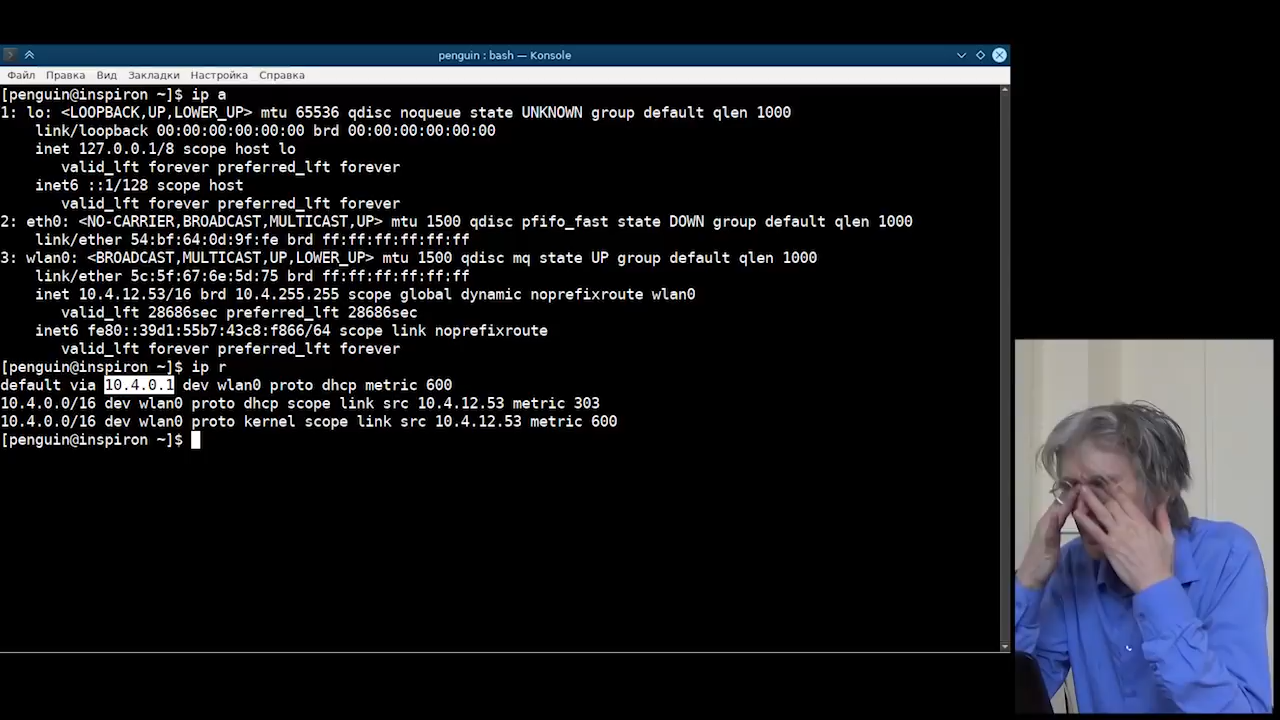 penguin : bash — Konsole
Файл Правка Вид Закладки Настройка Справка
[penguin@inspiron ~]$ ip a
1: lo: <LOOPBACK,UP,LOWER_UP> mtu 65536 qdisc noqueue state UNKNOWN group default qlen 1000
    link/loopback 00:00:00:00:00:00 brd 00:00:00:00:00:00
    inet 127.0.0.1/8 scope host lo
       valid_lft forever preferred_lft forever
    inet6 ::1/128 scope host
       valid_lft forever preferred_lft forever
2: eth0: <NO-CARRIER,BROADCAST,MULTICAST,UP> mtu 1500 qdisc pfifo_fast state DOWN group default qlen 1000
    link/ether 54:bf:64:0d:9f:fe brd ff:ff:ff:ff:ff:ff
3: wlan0: <BROADCAST,MULTICAST,UP,LOWER_UP> mtu 1500 qdisc mq state UP group default qlen 1000
    link/ether 5c:5f:67:6e:5d:75 brd ff:ff:ff:ff:ff:ff
    inet 10.4.12.53/16 brd 10.4.255.255 scope global dynamic noprefixroute wlan0
       valid_lft 28686sec preferred_lft 28686sec
    inet6 fe80::39d1:55b7:43c8:f866/64 scope link noprefixroute
       valid_lft forever preferred_lft forever
[penguin@inspiron ~]$ ip r
default via 10.4.0.1 dev wlan0 proto dhcp metric 600
10.4.0.0/16 dev wlan0 proto dhcp scope link src 10.4.12.53 metric 303
10.4.0.0/16 dev wlan0 proto kernel scope link src 10.4.12.53 metric 600
[penguin@inspiron ~]$